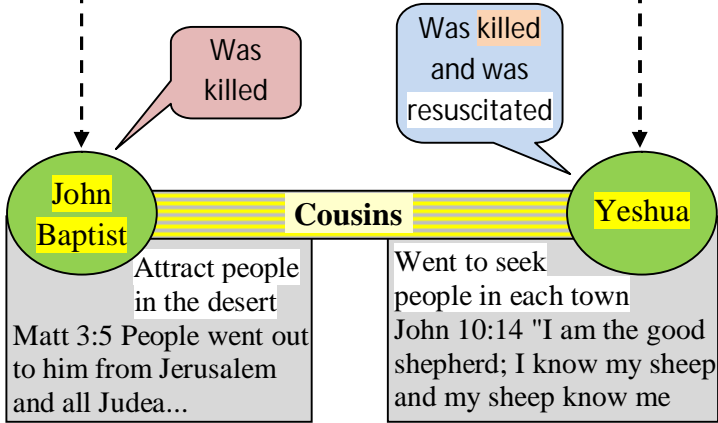 Was
killed
Was killed
and was
resuscitated
John
Baptist
Cousins
Yeshua
Attract people
in the desert
Matt 3:5 People went out
to him from Jerusalem
and all Judea...
Went to seek
people in each town
John 10:14 "I am the good
shepherd; I know my sheep
and my sheep know me